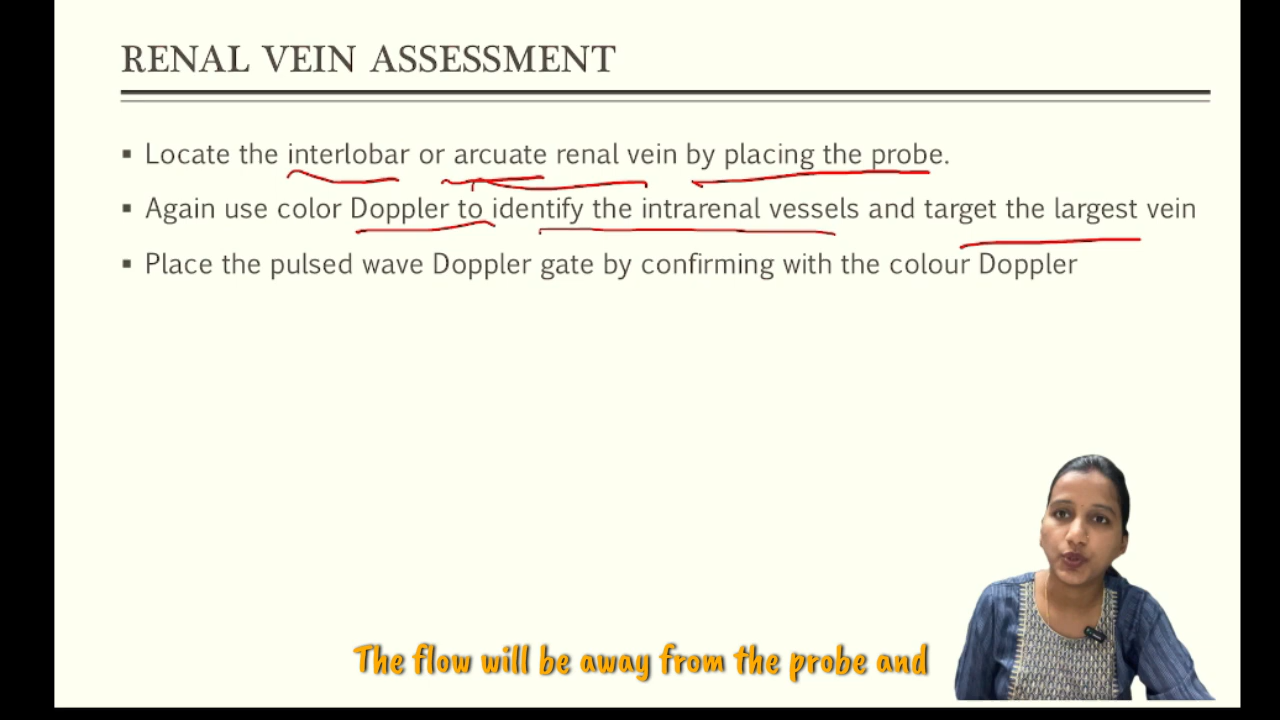 RENAL VEIN ASSESSMENT
▪ Locate the interlobar or arcuate renal vein by placing the probe.
▪ Again use color Doppler to identify the intrarenal vessels and target the largest vein
▪ Place the pulsed wave Doppler gate by confirming with the colour Doppler
The flow will be away from the probe and